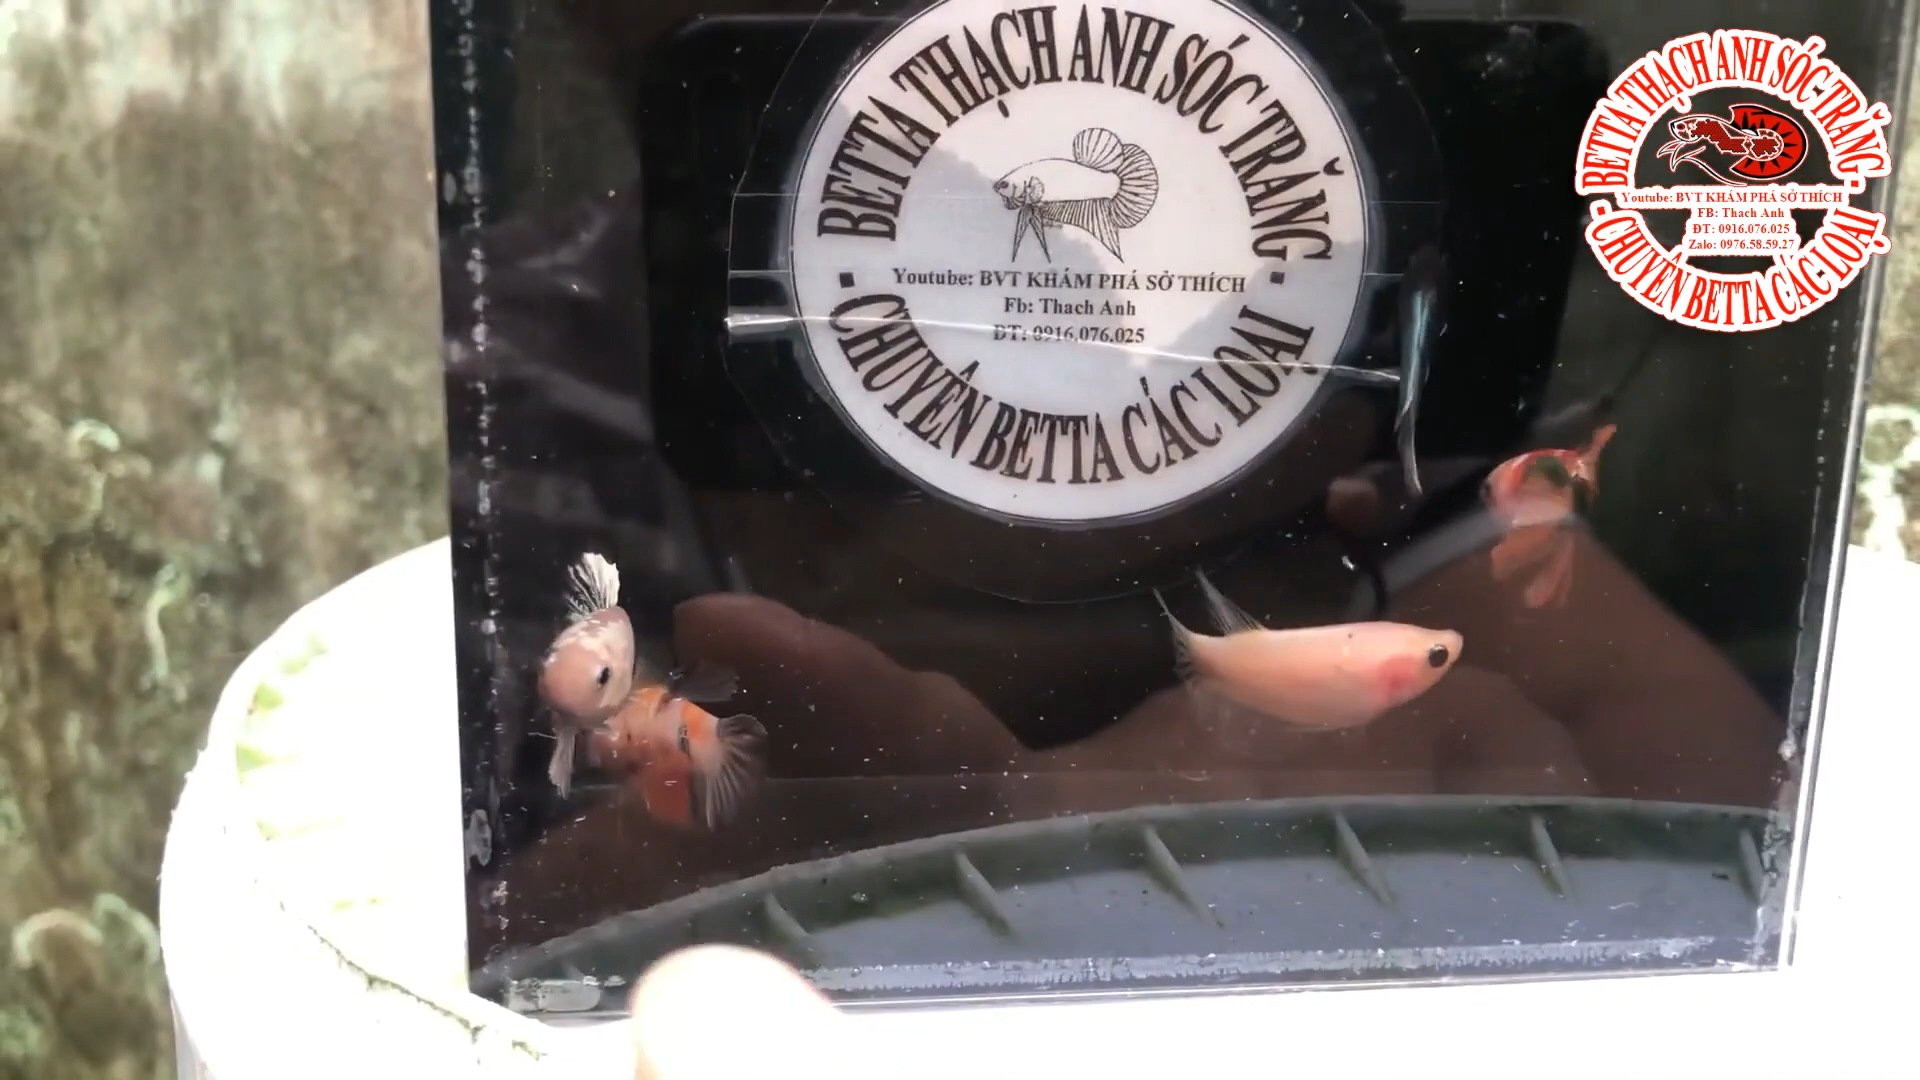 BETTA THẠCH ANH SÓC TRĂNG
Youtube: BVT KHÁM PHÁ SỞ THÍCH
Fb: Thach Anh
ĐT: 0916.076.025
CHUYÊN BETTA CÁC LOẠI
BETTA THẠCH ANH SÓC TRĂNG
Youtube: BVT KHÁM PHÁ SỞ THÍCH
FB: Thach Anh
ĐT: 0916.076.025
Zalo: 0976.58.59.27
CHUYÊN BETTA CÁC LOẠI